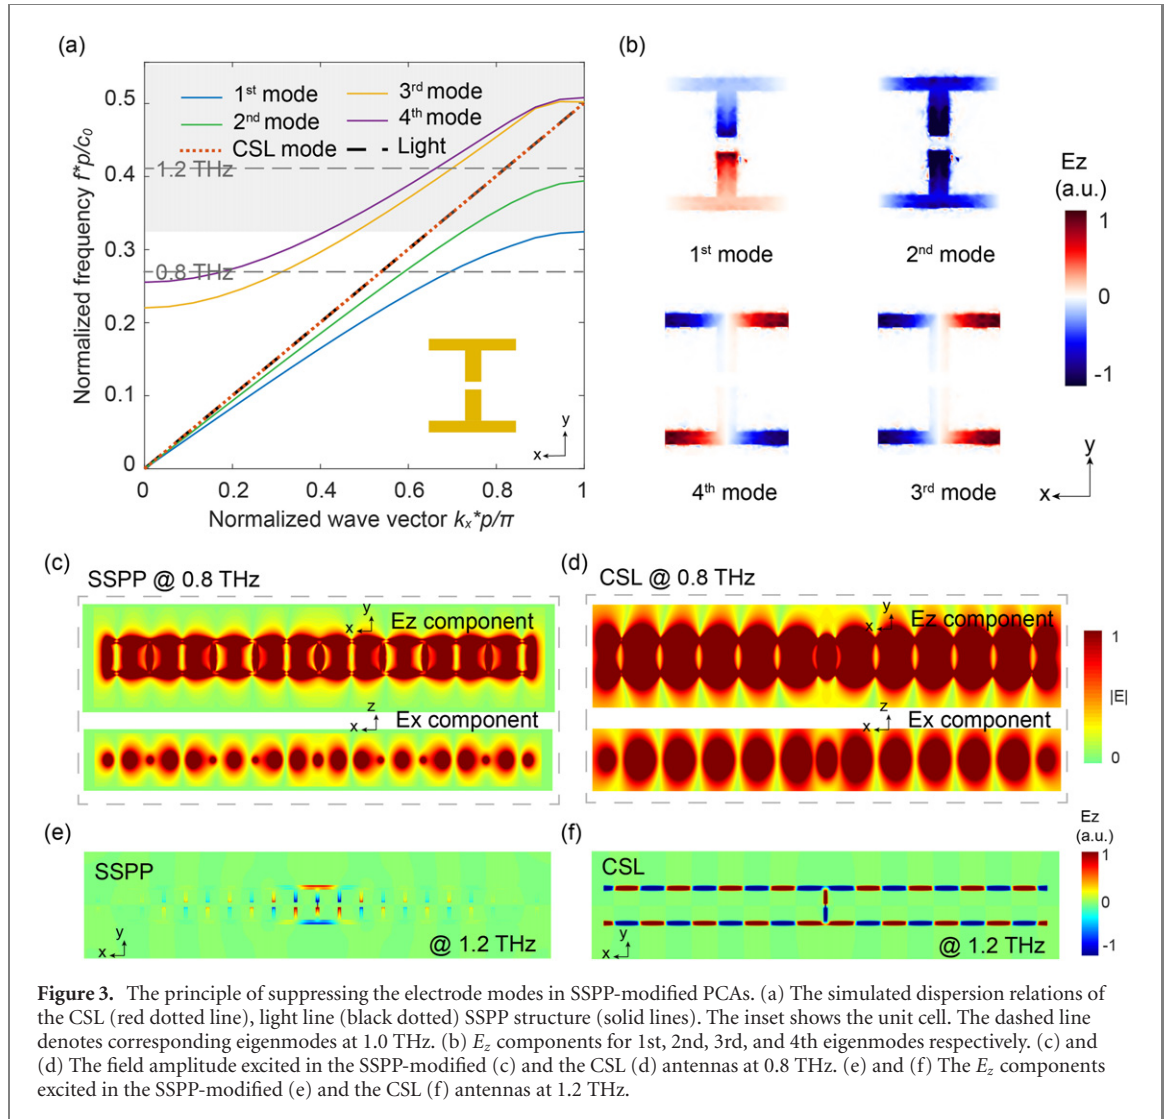 (a)
Normalized frequency f*p/c0
0.5
0.4
0.3
0.2
0.1
0
1st mode
3rd mode
2nd mode
4th mode
CSL mode
Light
1.2 THz
0.8 THz
y
x
0
0.2
0.4
0.6
0.8
1
Normalized wave vector kx*p/π
(b)
1st mode
2nd mode
4th mode
3rd mode
Ez
(a.u.)
1
0
-1
y
x
(c)
SSPP @ 0.8 THz
y
x
Ez component
z
x
Ex component
(d)
CSL @ 0.8 THz
y
x
Ez component
z
x
Ex component
1
|E|
0
(e)
SSPP
y
x
@ 1.2 THz
(f)
CSL
y
x
@ 1.2 THz
Ez
(a.u.)
1
0
-1
Figure 3. The principle of suppressing the electrode modes in SSPP-modified PCAs. (a) The simulated dispersion relations of
the CSL (red dotted line), light line (black dotted) SSPP structure (solid lines). The inset shows the unit cell. The dashed line
denotes corresponding eigenmodes at 1.0 THz. (b) Ez components for 1st, 2nd, 3rd, and 4th eigenmodes respectively. (c) and
(d) The field amplitude excited in the SSPP-modified (c) and the CSL (d) antennas at 0.8 THz. (e) and (f) The Ez components
excited in the SSPP-modified (e) and the CSL (f) antennas at 1.2 THz.